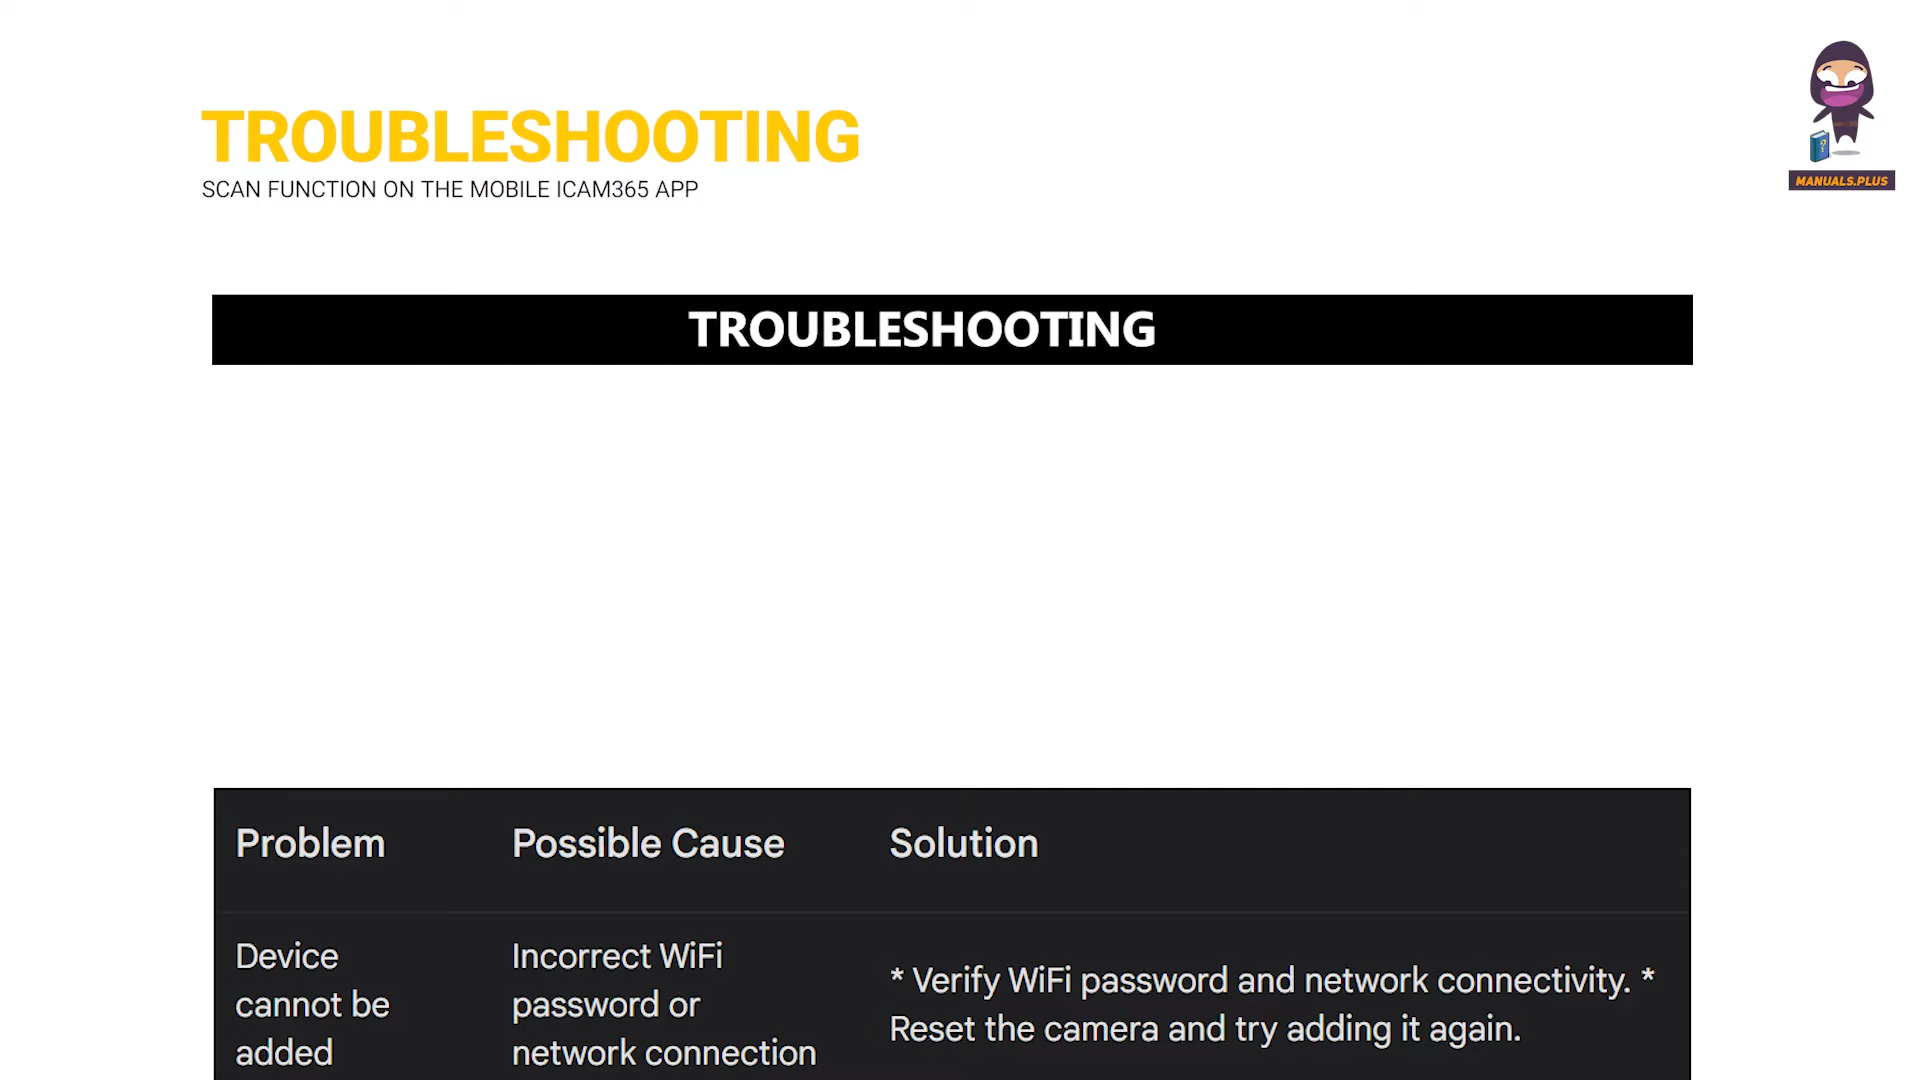 TROUBLESHOOTING
SCAN FUNCTION ON THE MOBILE ICAM365 APP
?
MANUALS.PLUS
TROUBLESHOOTING
Problem Possible Cause Solution
Device
cannot be
added
Incorrect WiFi
password or
network connection
* Verify WiFi password and network connectivity. *
Reset the camera and try adding it again.